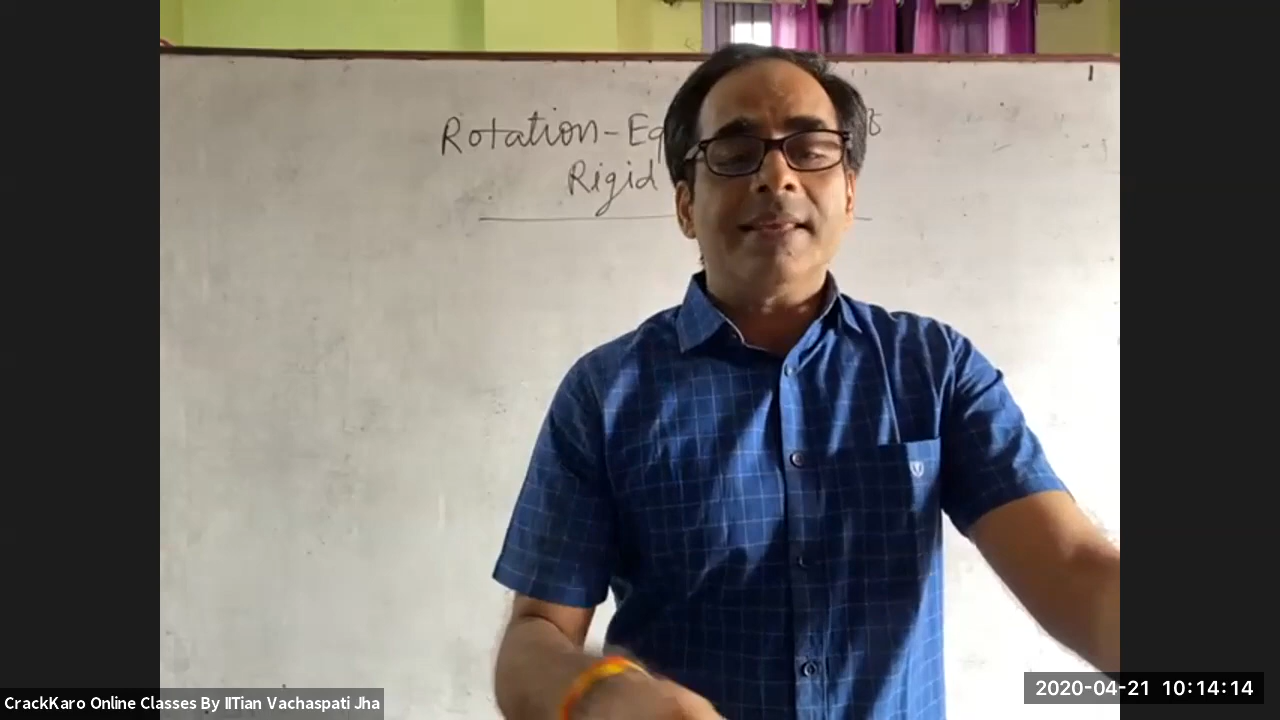 Rotation-Eq
Rigid
CrackKaro Online Classes By IITian Vachaspati Jha
2020-04-21 10:14:14